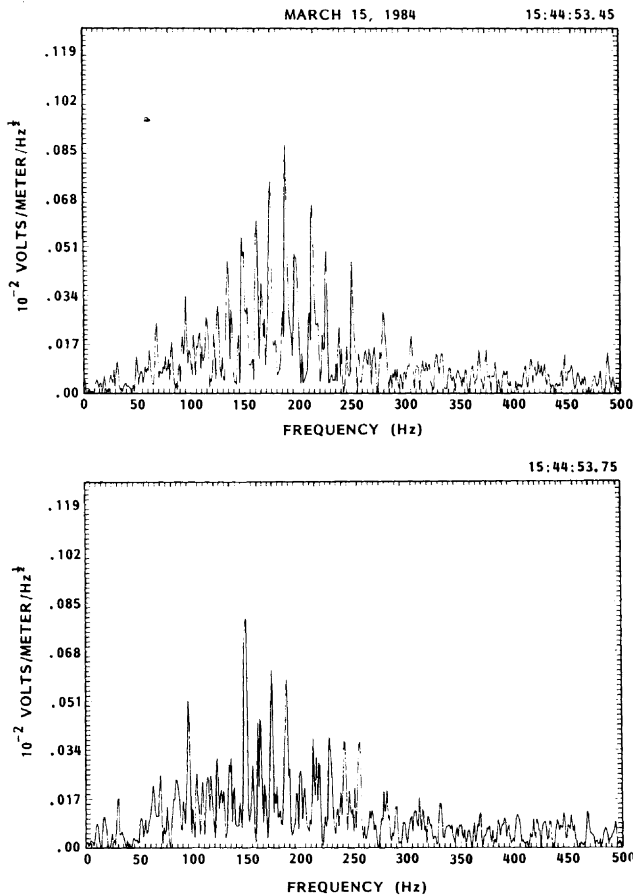 MARCH 15, 1984 15:44:53.45
.119
.102
.085
.068
.051
.034
.017
.00
10⁻² VOLTS/METER/Hz½
0 50 100 150 200 250 300 350 400 450 500
FREQUENCY (Hz)
15:44:53.75
.119
.102
.085
.068
.051
.034
.017
.00
10⁻² VOLTS/METER/Hz½
0 50 100 150 200 250 300 350 400 450 500
FREQUENCY (Hz)